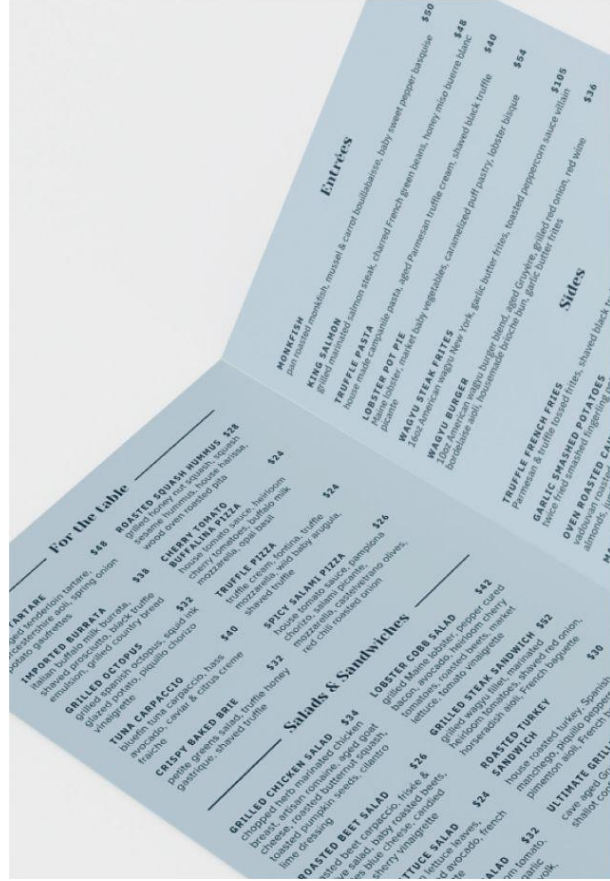 Entrées
MONKFISH $50
pan roasted monkfish, mussel & carrot bouillabaisse, baby sweet pepper basquise
KING SALMON $48
grilled marinated salmon steak, charred French green beans, honey miso buerre blanc
TRUFFLE PASTA $40
house made campanile pasta, aged Parmesan truffle cream, shaved black truffle
LOBSTER POT PIE $54
Maine lobster, market baby vegetables, caramelized puff pastry, lobster bisque
picante
WAGYU STEAK FRITES $105
16oz American wagyu New York, garlic butter frites, toasted peppercorn sauce villain
WAGYU BURGER $36
10oz American wagyu burger blend, aged Gruyère, grilled red onion, red wine
bordelaise aioli, housemade brioche bun, garlic butter frites
Sides
TRUFFLE FRENCH FRIES
parmesan & truffle tossed frites, shaved black
GARLIC SMASHED POTATOES
twice fried smashed fingerling
OVEN ROASTED
vadouvan
almonds,
For the table
TARTARE $48
tenderloin tartare,
aioli, spring onion
potato gaufrettes
IMPORTED BURRATA $38
italian buffalo milk burrata,
shaved prosciutto, black truffle
emulsion, grilled country bread
GRILLED OCTOPUS $32
grilled spanish octopus, squid ink
glazed potato, piquillo chorizo
vinaigrette
TUNA CARPACCIO $40
bluefin tuna carpaccio, hass
avocado, caviar & citrus creme
fraiche
CRISPY BAKED BRIE $32
petite greens salad, truffle honey
gastrique, shaved truffle
ROASTED SQUASH HUMMUS $28
grilled honey nut squash, squash
sesame hummus, house harissa,
wood oven roasted pita
CHERRY TOMATO $24
BUFFALINA PIZZA
house tomato sauce, heirloom
cherry tomatoes, buffalo milk
mozzarella, opal basil
TRUFFLE PIZZA $24
truffle cream, fontina, truffle
mozzarella, wild baby arugula,
shaved truffle
SPICY SALAMI PIZZA $26
house tomato sauce, pamplona
chorizo, salami picante,
mozzarella, castelvetrano olives,
red chili roasted onion
Salads & Sandwiches
GRILLED CHICKEN SALAD $34
chopped herb marinated chicken
breast, artisan romaine, aged goat
cheese, roasted butternut squash,
toasted pumpkin seeds, cilantro
lime dressing
ROASTED BEET SALAD $26
roasted beet carpaccio, frisée &
salad, baby roasted beets,
blue cheese, candied
sherry vinaigrette
LETTUCE SALAD $24
lettuce leaves,
avocado, french
SALAD $32
tomato,
garlic
yolk,
LOBSTER COBB SALAD $42
grilled Maine lobster, pepper cured
bacon, avocado, heirloom cherry
tomatoes, roasted beets, market
lettuce, tomato vinaigrette
GRILLED STEAK SANDWICH $52
grilled wagyu fillet, marinated
heirloom tomatoes, shaved red onion,
horseradish aioli, French baguette
ROASTED TURKEY $30
SANDWICH
house roasted turkey, Spanish
manchego, piquillo
pimenton aioli, French
ULTIMATE
cave aged
shallot